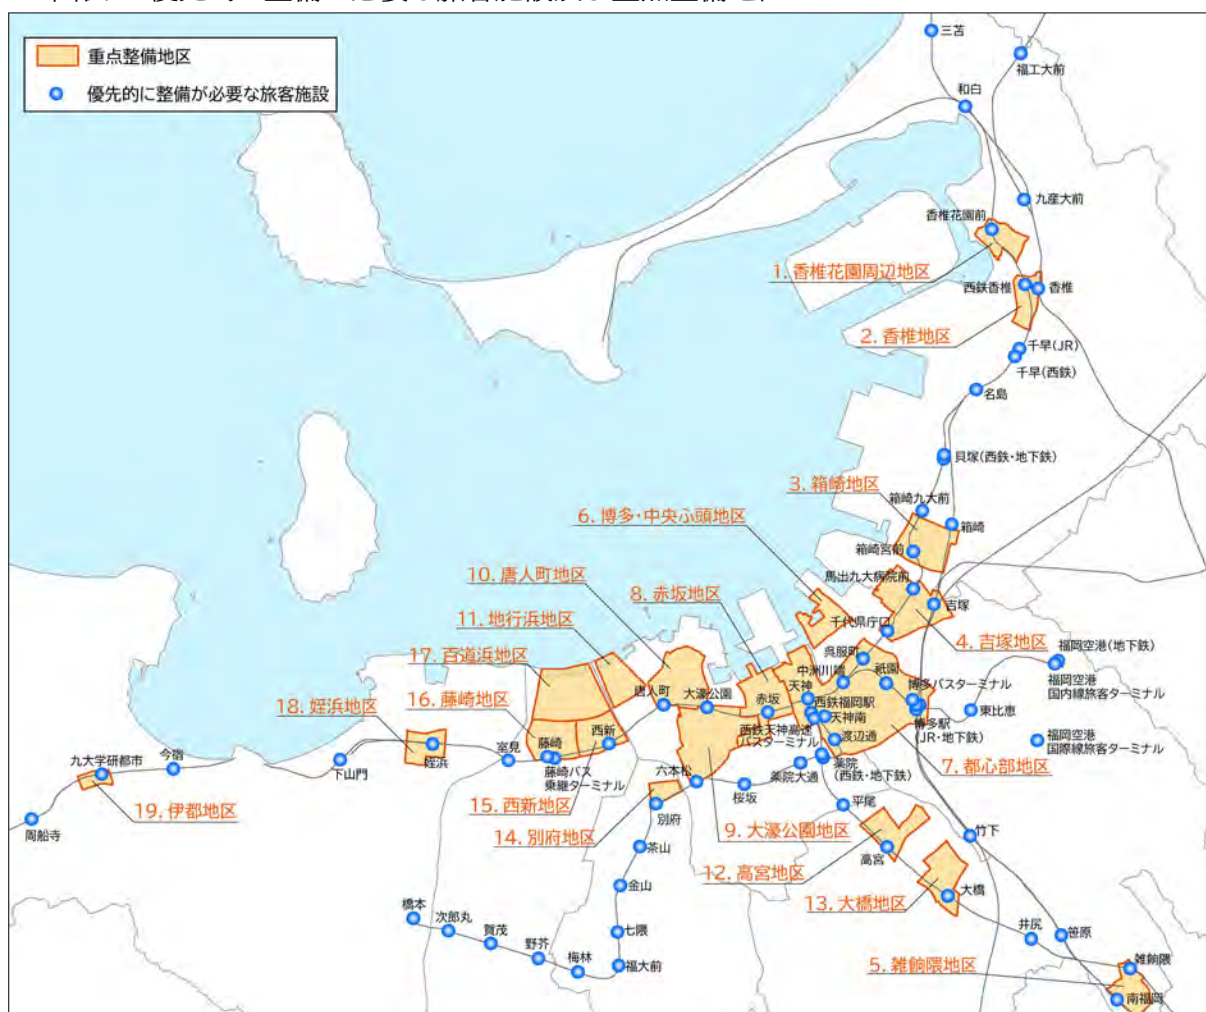 重点整備地区
優先的に整備が必要な旅客施設
三苫
福工大前
和白
九産大前
香椎花園前
1. 香椎花園周辺地区
西鉄香椎
香椎
2. 香椎地区
千早(JR)
千早(西鉄)
名島
貝塚(西鉄・地下鉄)
3. 箱崎地区
箱崎九大前
箱崎
6. 博多・中央ふ頭地区
箱崎宮前
10. 唐人町地区
馬出九大病院前
8. 赤坂地区
吉塚
11. 地行浜地区
千代県庁口
4. 吉塚地区
17. 百道浜地区
呉服町
福岡空港(地下鉄)
中洲川端
祇園
福岡空港
国内線旅客ターミナル
16. 藤崎地区
唐人町
大濠公園
天神
博多バスターミナル
18. 姪浜地区
赤坂
西鉄福岡駅
東比恵
天神南
博多駅
(JR・地下鉄)
西鉄天神高速
バスターミナル
西新
渡辺通
福岡空港
国際線旅客ターミナル
室見
藤崎
九大学研都市
今宿
下山門
姪浜
藤崎バス
乗継ターミナル
薬院
(西鉄・地下鉄)
7. 都心部地区
六本松
薬院大通
桜坂
19. 伊都地区
15. 西新地区
別府
平尾
周船寺
14. 別府地区
9. 大濠公園地区
竹下
茶山
高宮
12. 高宮地区
金山
大橋
13. 大橋地区
橋本
次郎丸
賀茂
七隈
井尻
笹原
野芥
梅林
福大前
5. 雑餉隈地区
雑餉隈
南福岡